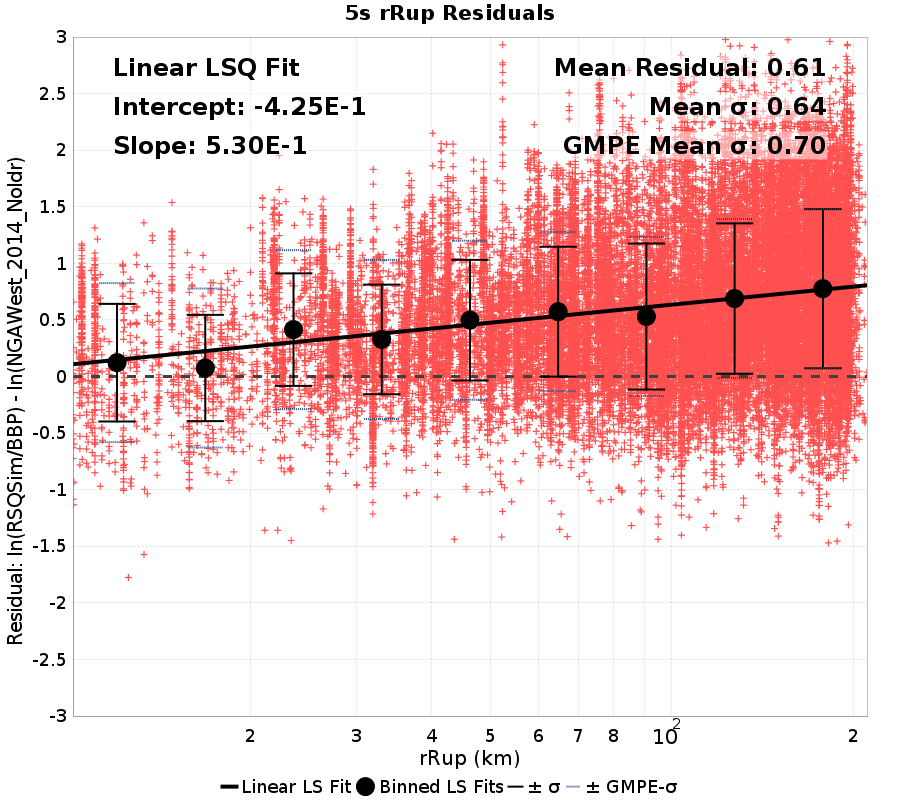 5s rRup Residuals
Linear LSQ Fit
Intercept: -4.25E-1
Slope: 5.30E-1
Mean Residual: 0.61
Mean σ: 0.64
GMPE Mean σ: 0.70
Residual: ln(RSQSim/BBP) - ln(NGAWest_2014_NoIdr)
3
2.5
2
1.5
1
0.5
0
-0.5
-1
-1.5
-2
-2.5
-3
2 3 4 5 6 7 8 10^2 2
rRup (km)
Linear LS Fit Binned LS Fits ± σ ± GMPE-σ